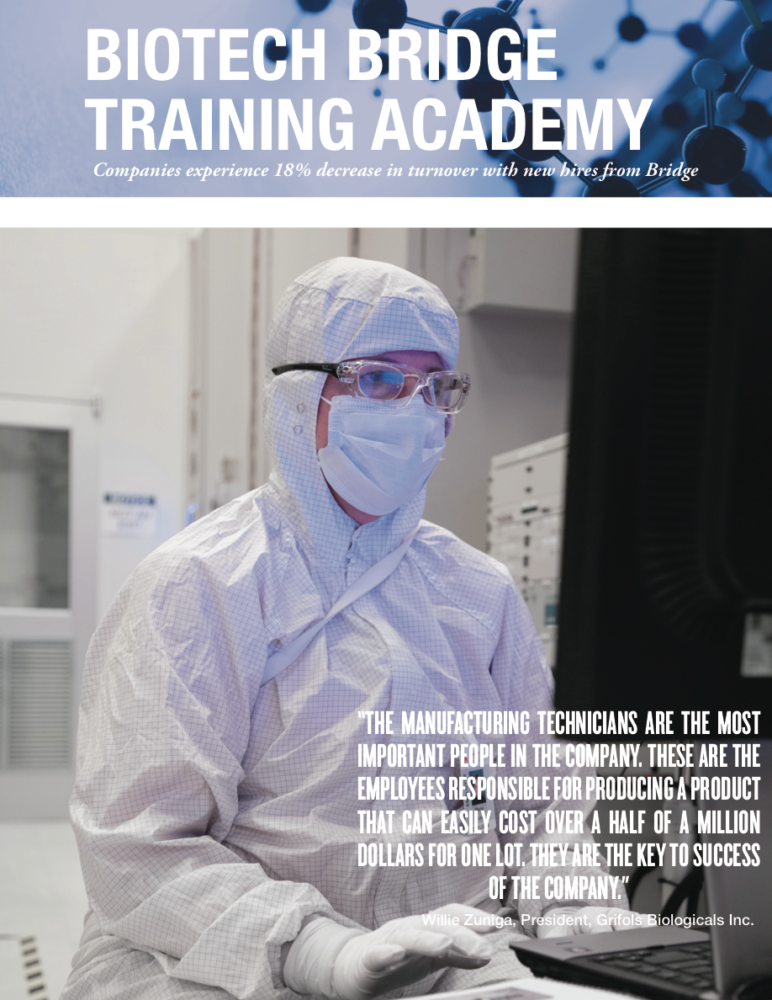 BIOTECH BRIDGE
TRAINING ACADEMY
Companies experience 18% decrease in turnover with new hires from Bridge
"THE MANUFACTURING TECHNICIANS ARE THE MOST
IMPORTANT PEOPLE IN THE COMPANY. THESE ARE THE
EMPLOYEES RESPONSIBLE FOR PRODUCING A PRODUCT
THAT CAN EASILY COST OVER A HALF OF A MILLION
DOLLARS FOR ONE LOT. THEY ARE THE KEY TO SUCCESS
OF THE COMPANY."
Willie Zuniga, President, Grifols Biologicals Inc.